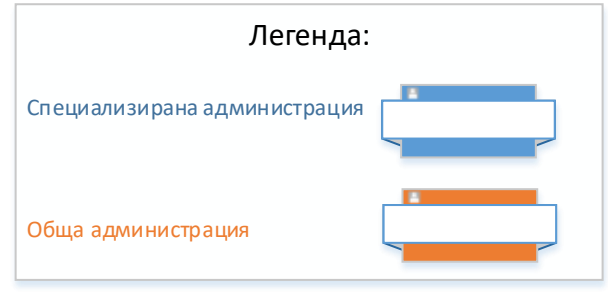 Легенда:
Специализирана администрация
Обща администрация